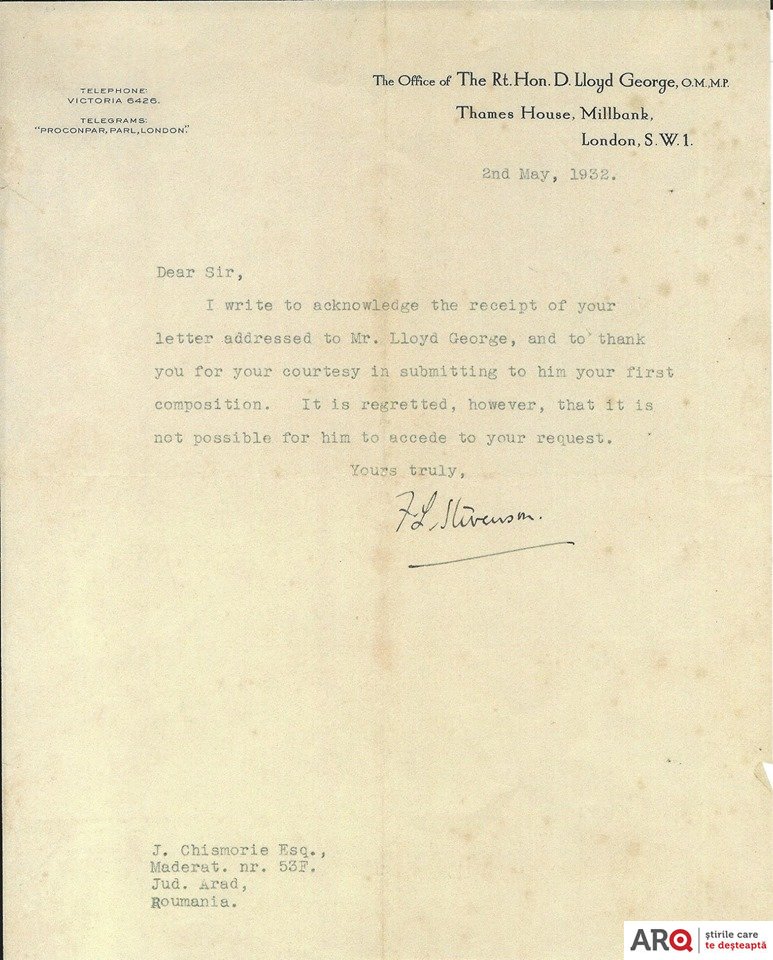 TELEPHONE:
VICTORIA 6426.
TELEGRAMS:
"PROCONPAR, PARL, LONDON."
The Office of The Rt. Hon. D. Lloyd George, O.M., M.P.
Thames House, Millbank,
London, S.W.1.
2nd May, 1932.
Dear Sir,
I write to acknowledge the receipt of your
letter addressed to Mr. Lloyd George, and to thank
you for your courtesy in submitting to him your first
composition. It is regretted, however, that it is
not possible for him to accede to your request.
Yours truly,
F.L. Stevenson.
J. Chismorie Esq.,
Maderat. nr. 53F.
Jud. Arad,
Roumania.
ARQ știrile care
te deșteaptă